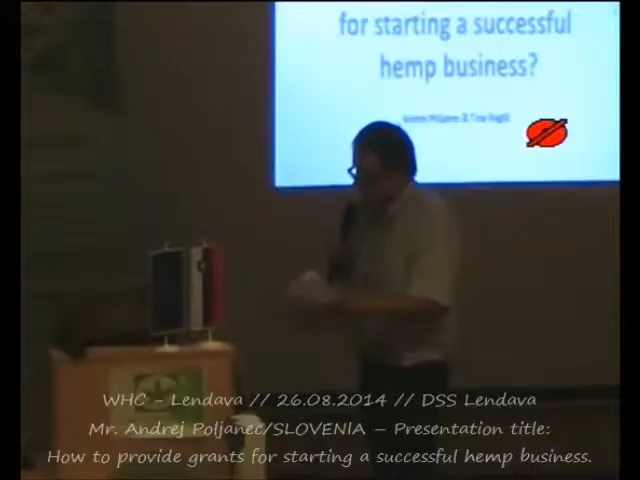 for starting a successful
hemp business?
WHC - Lendava // 26.08.2014 // DSS Lendava
Mr. Andrej Poljanec/SLOVENIA – Presentation title:
How to provide grants for starting a successful hemp business.